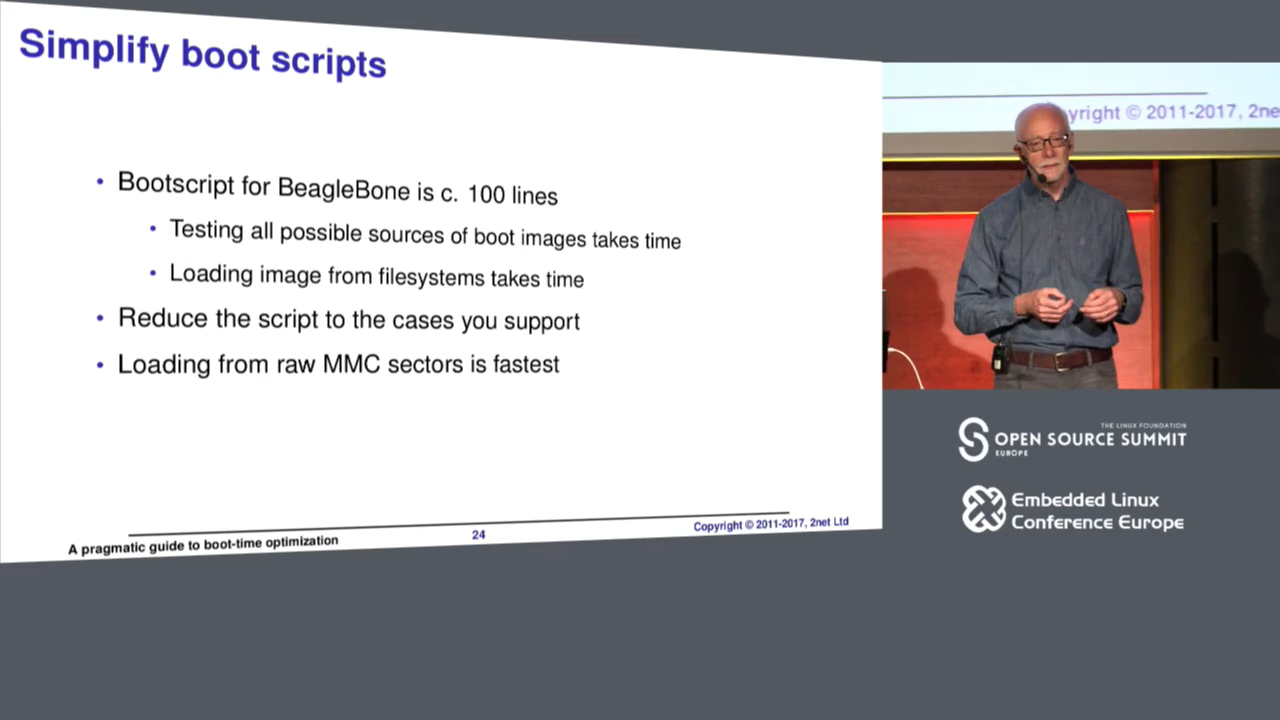 Simplify boot scripts
• Bootscript for BeagleBone is c. 100 lines
• Testing all possible sources of boot images takes time
• Loading image from filesystems takes time
• Reduce the script to the cases you support
• Loading from raw MMC sectors is fastest
A pragmatic guide to boot-time optimization
24
Copyright © 2011-2017, 2net Ltd
pyright © 2011-2017, 2ne
THE LINUX FOUNDATION
OPEN SOURCE SUMMIT
EUROPE
Embedded Linux
Conference Europe